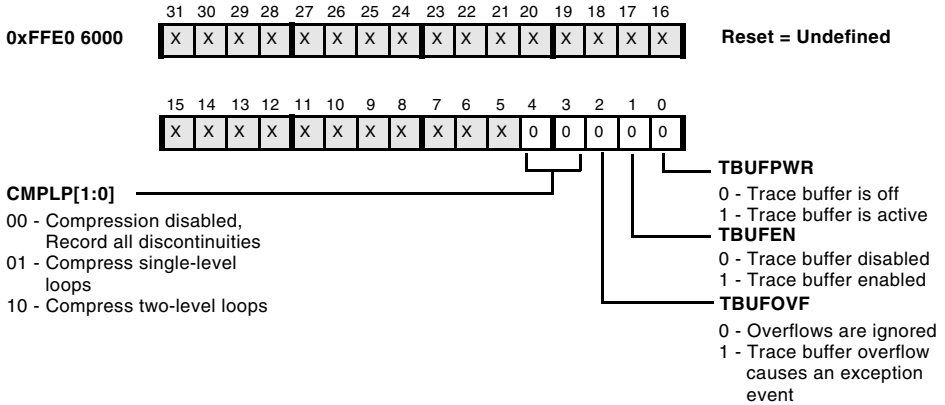 31 30 29 28 27 26 25 24 23 22 21 20 19 18 17 16
0xFFE0 6000 X X X X X X X X X X X X X X X X Reset = Undefined
15 14 13 12 11 10 9 8 7 6 5 4 3 2 1 0
X X X X X X X X X X X 0 0 0 0 0
CMPLP[1:0]
00 - Compression disabled,
Record all discontinuities
01 - Compress single-level
loops
10 - Compress two-level loops
TBUFPWR
0 - Trace buffer is off
1 - Trace buffer is active
TBUFEN
0 - Trace buffer disabled
1 - Trace buffer enabled
TBUFOVF
0 - Overflows are ignored
1 - Trace buffer overflow
causes an exception
event